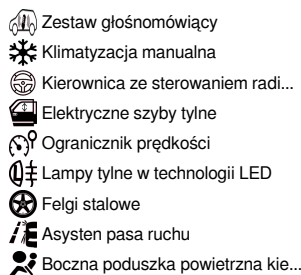 Zestaw głośnomówiący
Klimatyzacja manualna
Kierownica ze sterowaniem radi...
Elektryczne szyby tylne
Ogranicznik prędkości
Lampy tylne w technologii LED
Felgi stalowe
Asysten pasa ruchu
Boczna poduszka powietrzna kie...